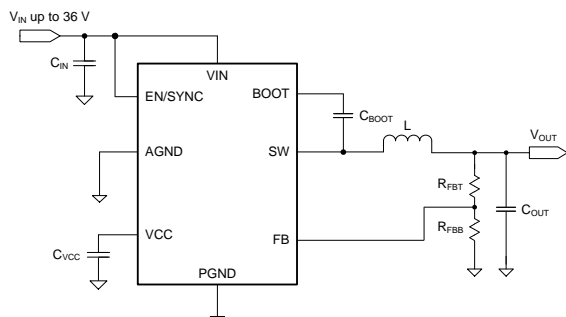 VIN up to 36 V
CIN
VIN
EN/SYNC
BOOT
CBOOT
L
VOUT
AGND
SW
RFBT
COUT
RFBB
VCC
FB
CVCC
PGND